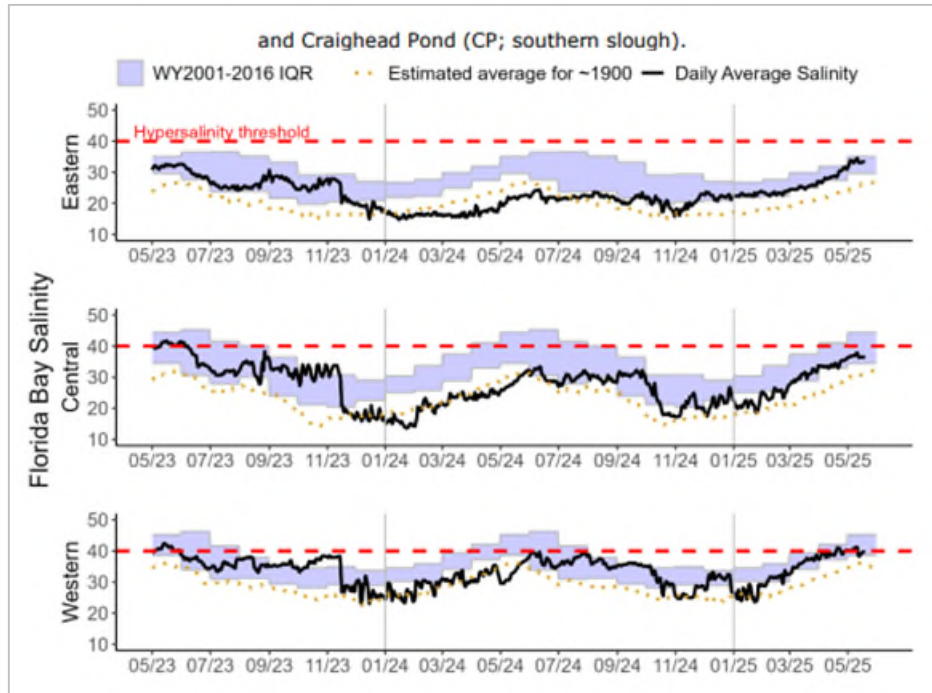 and Craighead Pond (CP; southern slough).
WY2001-2016 IQR Estimated average for ~1900 Daily Average Salinity
Florida Bay Salinity
Eastern
50
40
30
20
10
Hypersalinity threshold
05/23 07/23 09/23 11/23 01/24 03/24 05/24 07/24 09/24 11/24 01/25 03/25 05/25
Central
50
40
30
20
10
05/23 07/23 09/23 11/23 01/24 03/24 05/24 07/24 09/24 11/24 01/25 03/25 05/25
Western
50
40
30
20
10
05/23 07/23 09/23 11/23 01/24 03/24 05/24 07/24 09/24 11/24 01/25 03/25 05/25